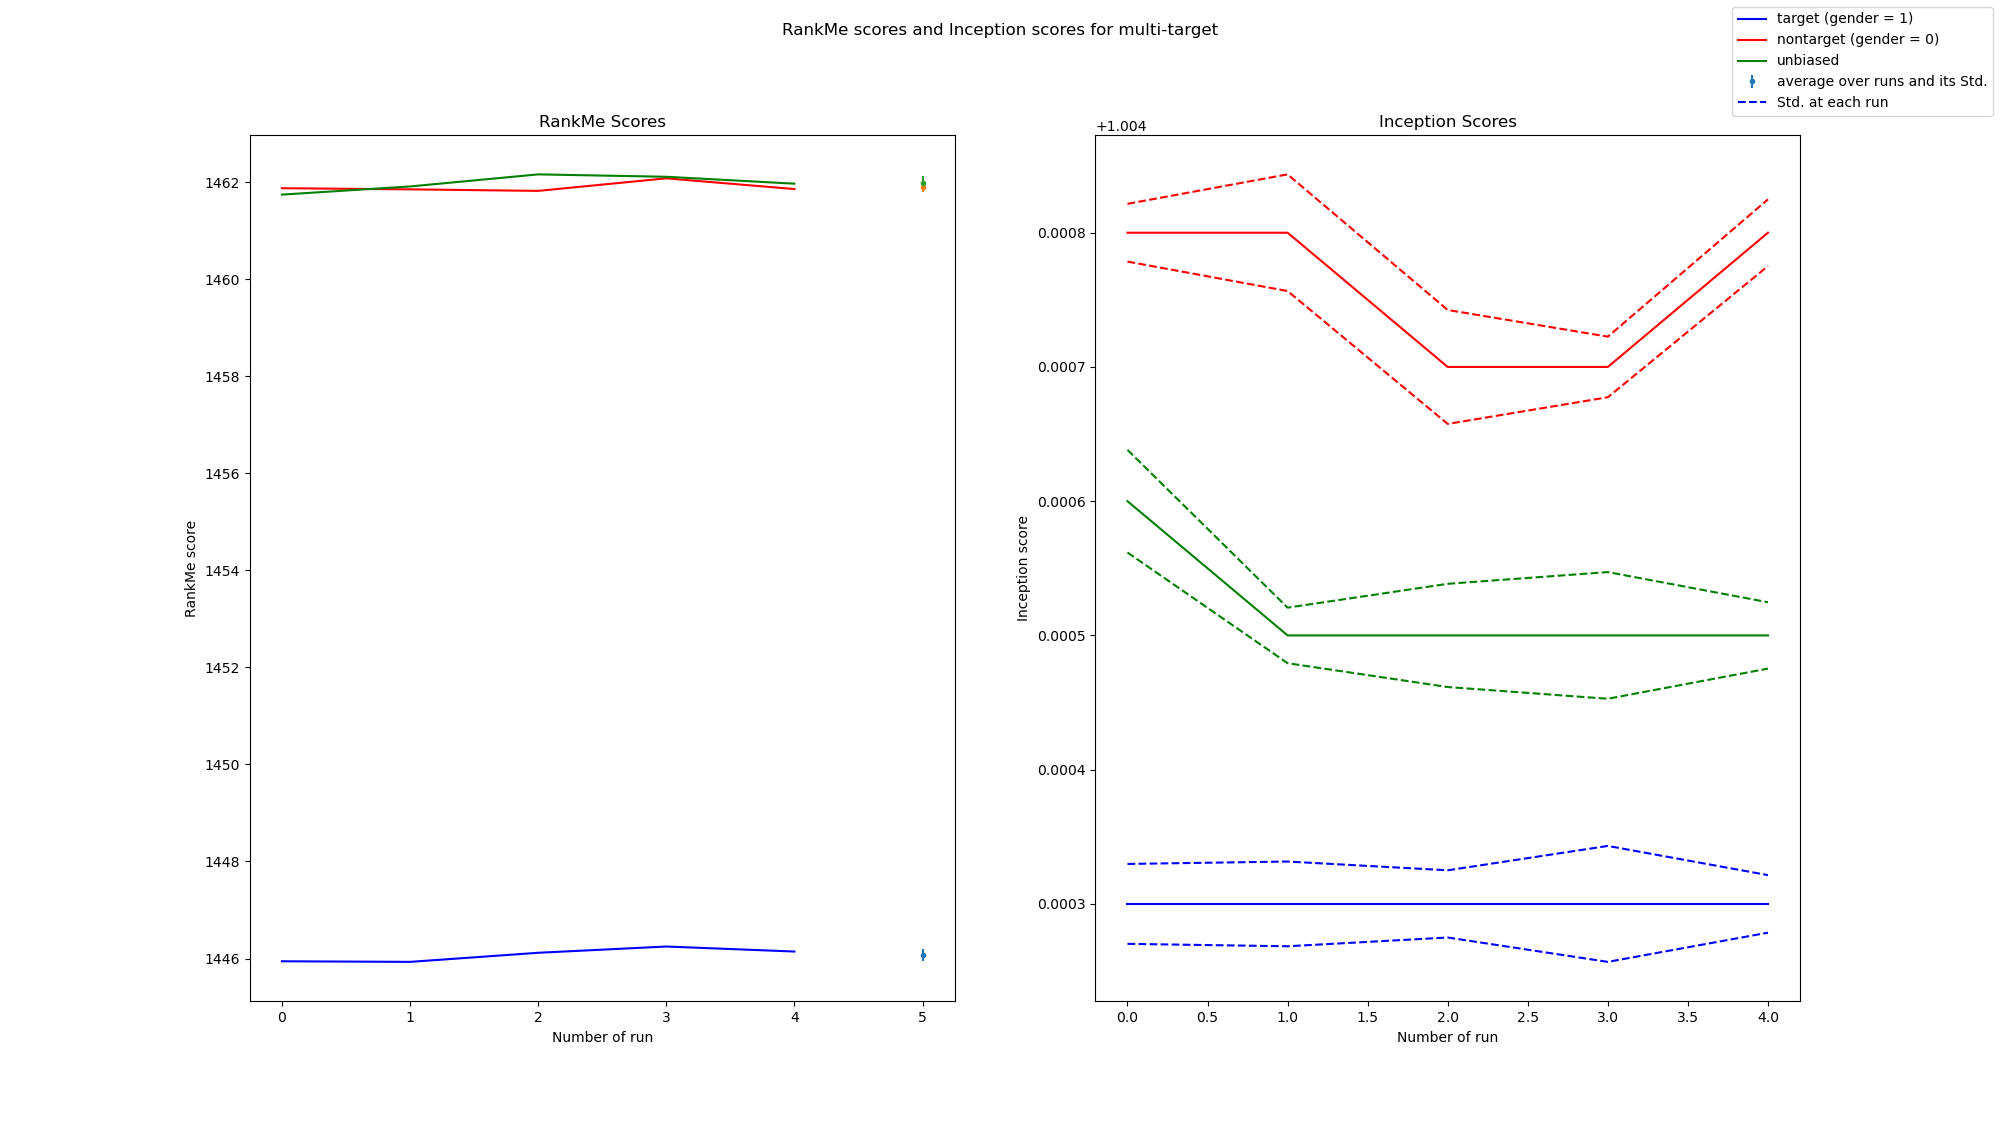 RankMe scores and Inception scores for multi-target
target (gender = 1)
nontarget (gender = 0)
unbiased
average over runs and its Std.
Std. at each run
RankMe Scores
1462
1460
1458
1456
1454
1452
1450
1448
1446
RankMe score
0 1 2 3 4 5
Number of run
Inception Scores
+1.004
0.0008
0.0007
0.0006
0.0005
0.0004
0.0003
Inception score
0.0 0.5 1.0 1.5 2.0 2.5 3.0 3.5 4.0
Number of run